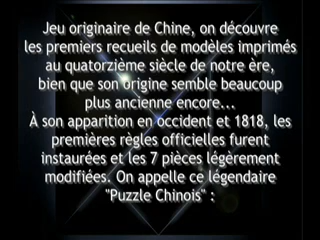 Jeu originaire de Chine, on découvre
les premiers recueils de modèles imprimés
au quatorzième siècle de notre ère,
bien que son origine semble beaucoup
plus ancienne encore...
À son apparition en occident et 1818, les
premières règles officielles furent
instaurées et les 7 pièces légèrement
modifiées. On appelle ce légendaire
"Puzzle Chinois" :